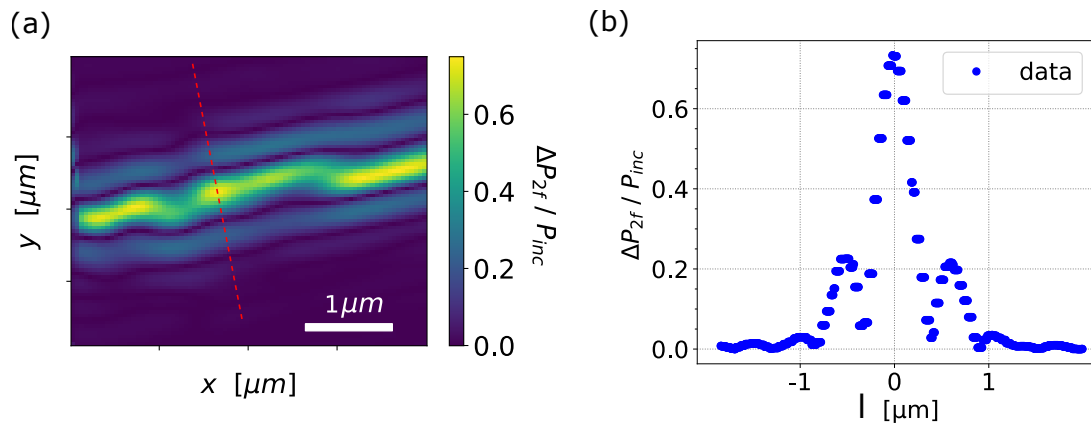 (a)
y [μm]
x [μm]
1μm
0.6
0.4
0.2
0.0
ΔP2f / Pinc
(b)
ΔP2f / Pinc
0.6
0.4
0.2
0.0
-1
0
1
l [μm]
data